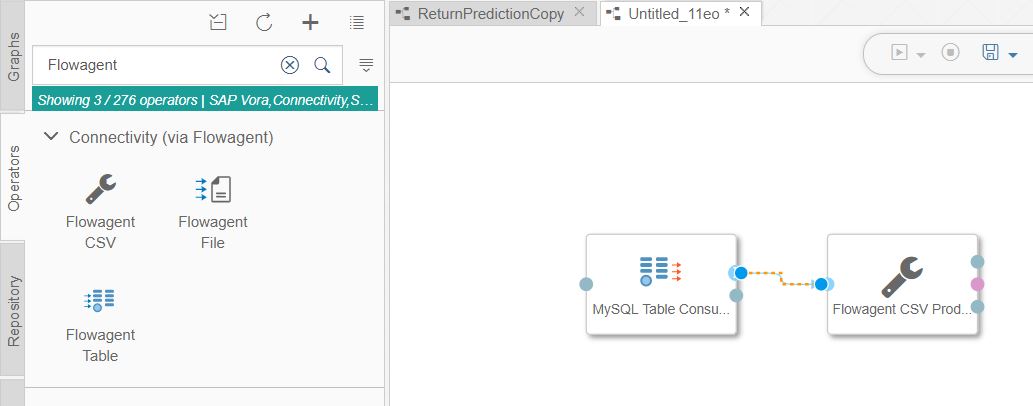 Graphs
Operators
Repository
Flowagent
Showing 3 / 276 operators | SAP Vora,Connectivity,S...
Connectivity (via Flowagent)
Flowagent
CSV
Flowagent
File
Flowagent
Table
ReturnPredictionCopy
Untitled_11eo *
MySQL Table Consu...
Flowagent CSV Prod...